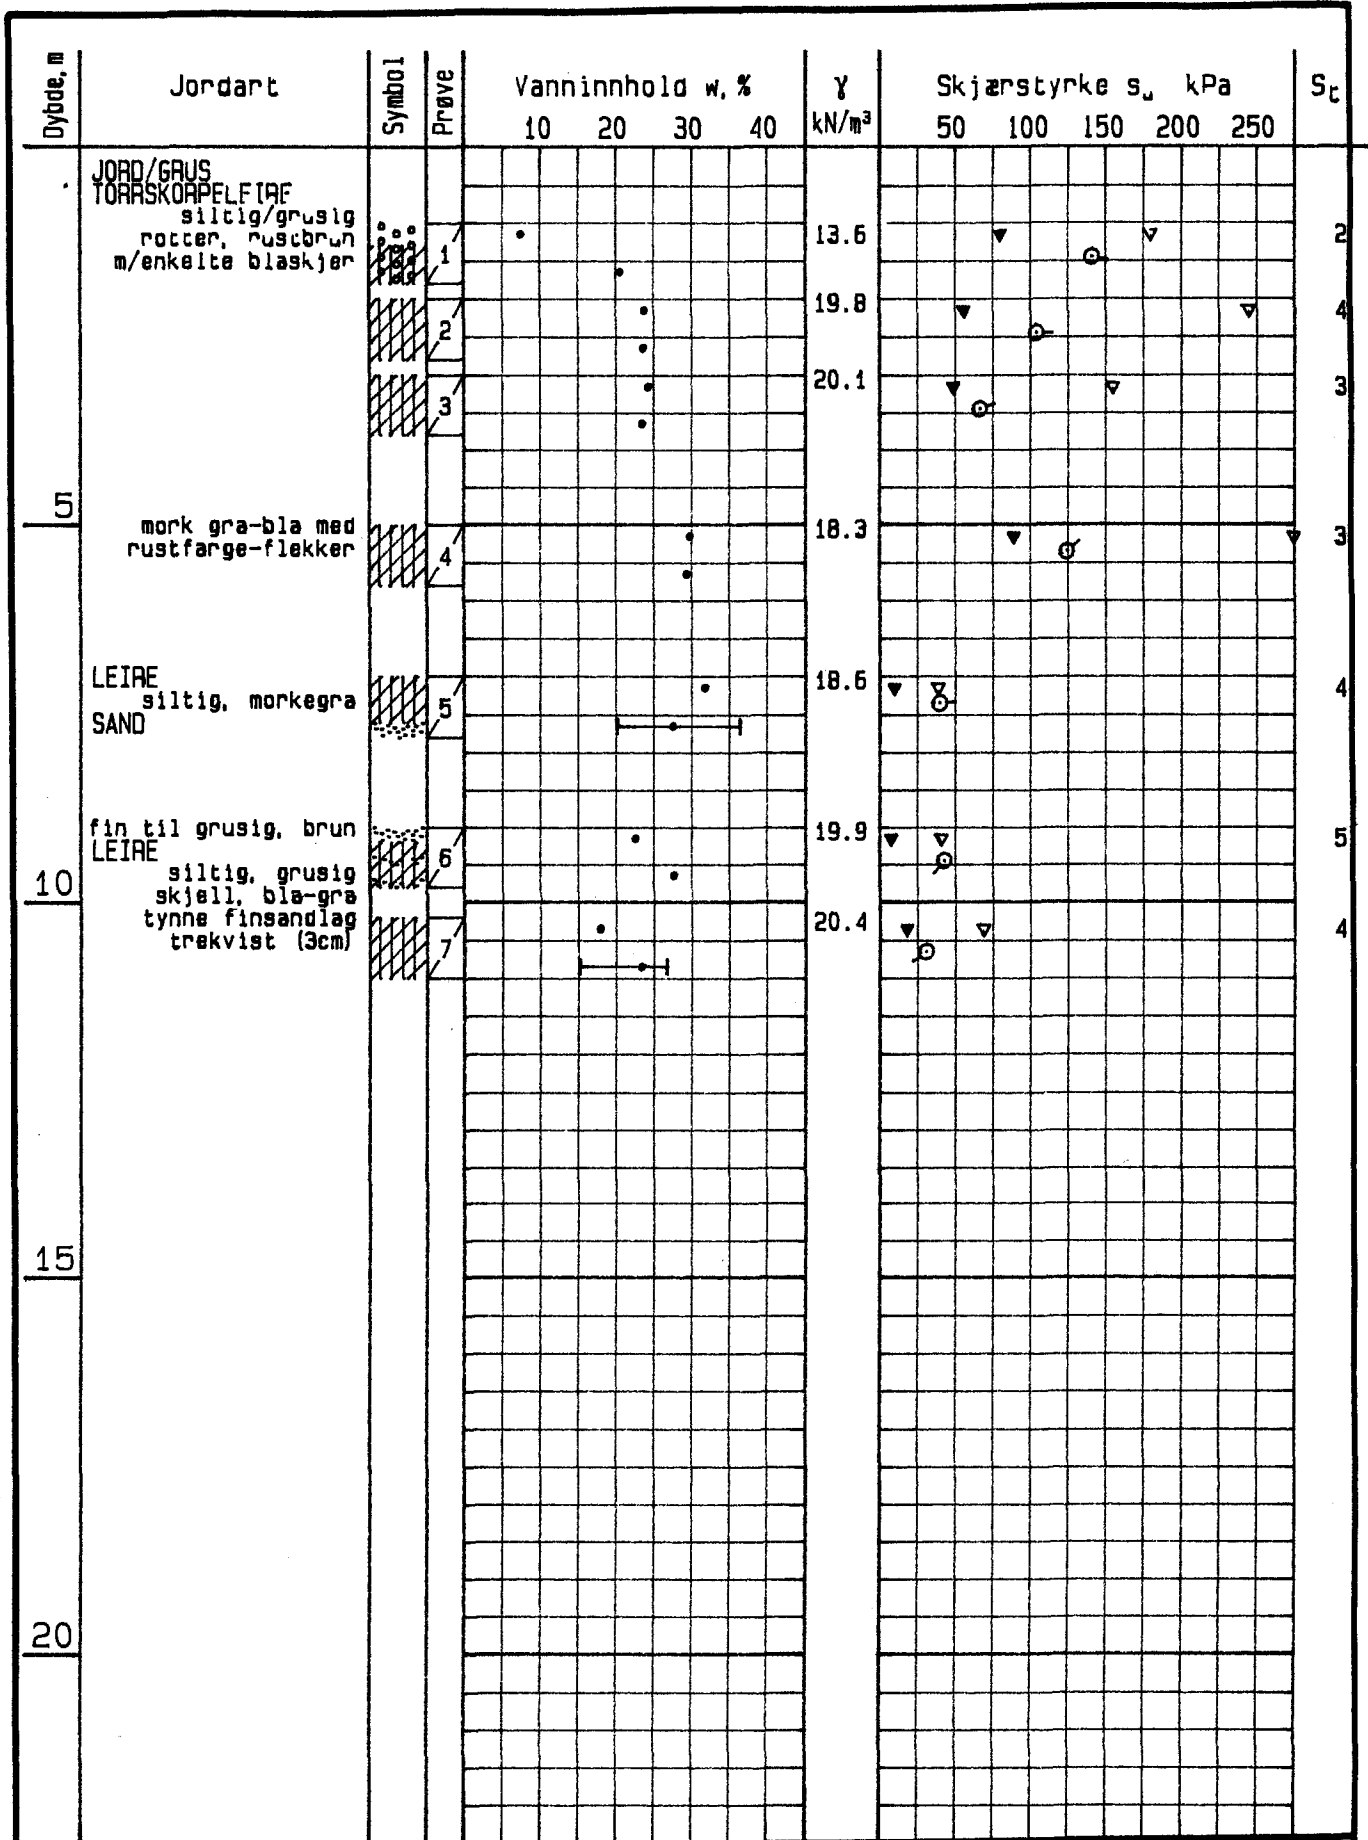 Dybde, m Jordart Symbol Prøve Vanninnhold w, % γ kN/m³ Skjærstyrke sᵤ kPa Sₜ
10 20 30 40 50 100 150 200 250
JORD/GRUS
TORRSKORPELEIRE
siltig/grusig
rotter, rustbrun 13.6 2
m/enkelte blaskjer 1
19.8 4
2
20.1 3
3
5
mork gra-bla med 18.3 3
rustfarge-flekker 4
LEIRE 18.6 4
siltig, morkegra 5
SAND
fin til grusig, brun 19.9 5
LEIRE 6
siltig, grusig
10
skjell, bla-gra
tynne finsandlag 20.4 4
trekvist (3cm) 7
15
20